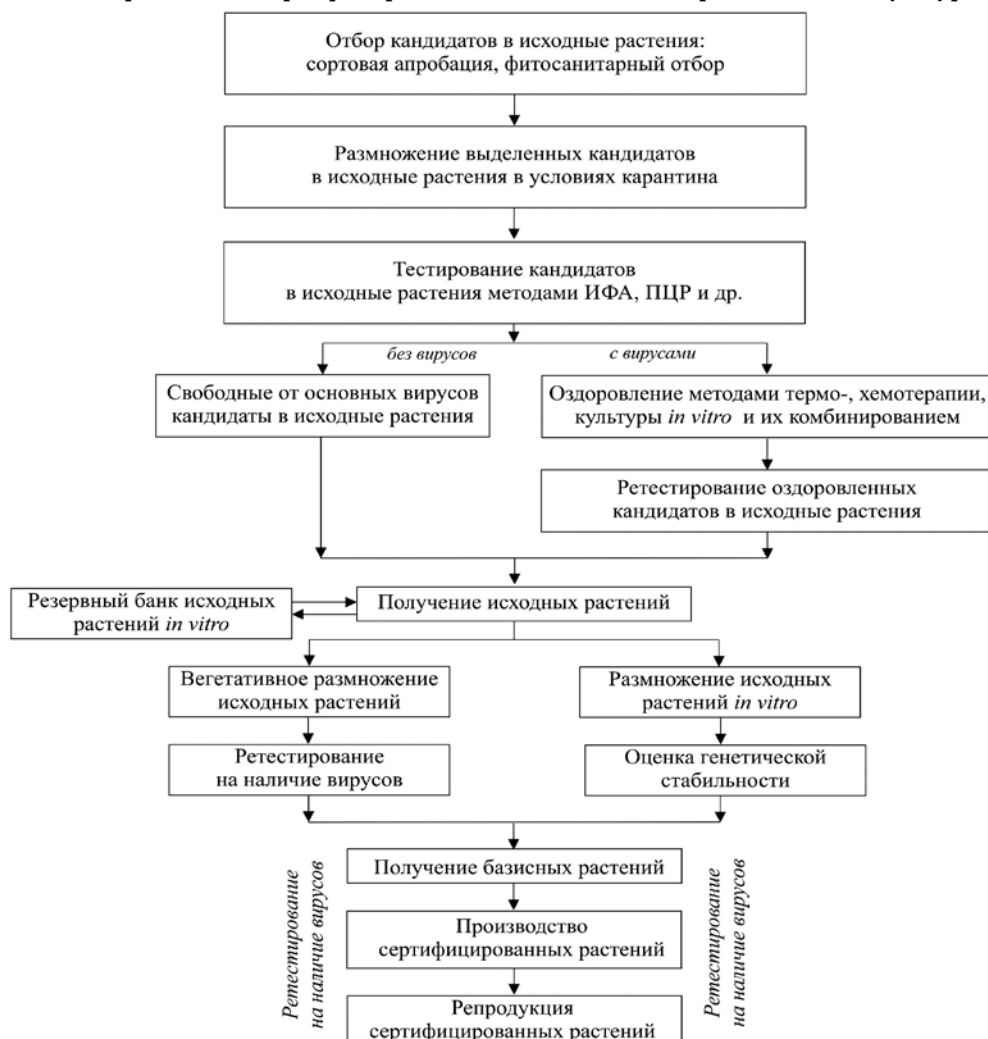 Отбор кандидатов в исходные растения:
сортовая апробация, фитосанитарный отбор
Размножение выделенных кандидатов
в исходные растения в условиях карантина
Тестирование кандидатов
в исходные растения методами ИФА, ПЦР и др.
без вирусов
с вирусами
Свободные от основных вирусов
кандидаты в исходные растения
Оздоровление методами термо-, хемотерапии,
культуры in vitro и их комбинированием
Ретестирование оздоровленных
кандидатов в исходные растения
Резервный банк исходных
растений in vitro
Получение исходных растений
Вегетативное размножение
исходных растений
Размножение исходных
растений in vitro
Ретестирование
на наличие вирусов
Оценка генетической
стабильности
Получение базисных растений
Производство
сертифицированных растений
Репродукция
сертифицированных растений
Ретестирование
на наличие вирусов
Ретестирование
на наличие вирусов